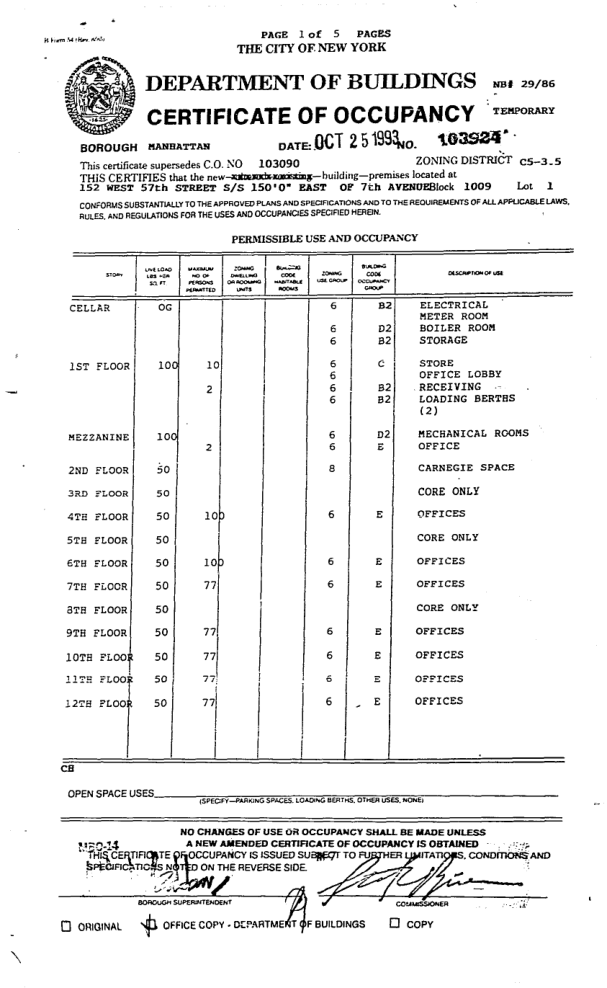 PAGE 1 of 5 PAGES
THE CITY OF NEW YORK
DEPARTMENT OF BUILDINGS NB# 29/86
CERTIFICATE OF OCCUPANCY TEMPORARY
BOROUGH MANHATTAN DATE: OCT 25 1993 NO. 103924
This certificate supersedes C.O. NO 103090 ZONING DISTRICT C5-3.5
THIS CERTIFIES that the new—building—premises located at
152 WEST 57th STREET S/S 150'0" EAST OF 7th AVENUE Block 1009 Lot 1
CONFORMS SUBSTANTIALLY TO THE APPROVED PLANS AND SPECIFICATIONS AND TO THE REQUIREMENTS OF ALL APPLICABLE LAWS,
RULES, AND REGULATIONS FOR THE USES AND OCCUPANCIES SPECIFIED HEREIN.
PERMISSIBLE USE AND OCCUPANCY
STORY LIVE LOAD LBS PER SQ. FT. MAXIMUM NO OF PERSONS PERMITTED ZONING DWELLING OR ROOMING UNITS BUILDING CODE HABITABLE ROOMS ZONING USE GROUP BUILDING CODE OCCUPANCY GROUP DESCRIPTION OF USE
CELLAR OG 6 B2 ELECTRICAL
METER ROOM
6 D2 BOILER ROOM
6 B2 STORAGE
1ST FLOOR 100 10 6 C STORE
6 OFFICE LOBBY
2 6 B2 RECEIVING
6 B2 LOADING BERTHS
(2)
MEZZANINE 100 6 D2 MECHANICAL ROOMS
2 6 E OFFICE
2ND FLOOR 50 8 CARNEGIE SPACE
3RD FLOOR 50 CORE ONLY
4TH FLOOR 50 100 6 E OFFICES
5TH FLOOR 50 CORE ONLY
6TH FLOOR 50 100 6 E OFFICES
7TH FLOOR 50 77 6 E OFFICES
8TH FLOOR 50 CORE ONLY
9TH FLOOR 50 77 6 E OFFICES
10TH FLOOR 50 77 6 E OFFICES
11TH FLOOR 50 77 6 E OFFICES
12TH FLOOR 50 77 6 E OFFICES
CH
OPEN SPACE USES
(SPECIFY—PARKING SPACES, LOADING BERTHS, OTHER USES, NONE)
NO CHANGES OF USE OR OCCUPANCY SHALL BE MADE UNLESS
A NEW AMENDED CERTIFICATE OF OCCUPANCY IS OBTAINED
THIS CERTIFICATE OF OCCUPANCY IS ISSUED SUBJECT TO FURTHER LIMITATIONS, CONDITIONS AND
SPECIFICATIONS NOTED ON THE REVERSE SIDE.
BOROUGH SUPERINTENDENT COMMISSIONER
ORIGINAL OFFICE COPY - DEPARTMENT OF BUILDINGS COPY